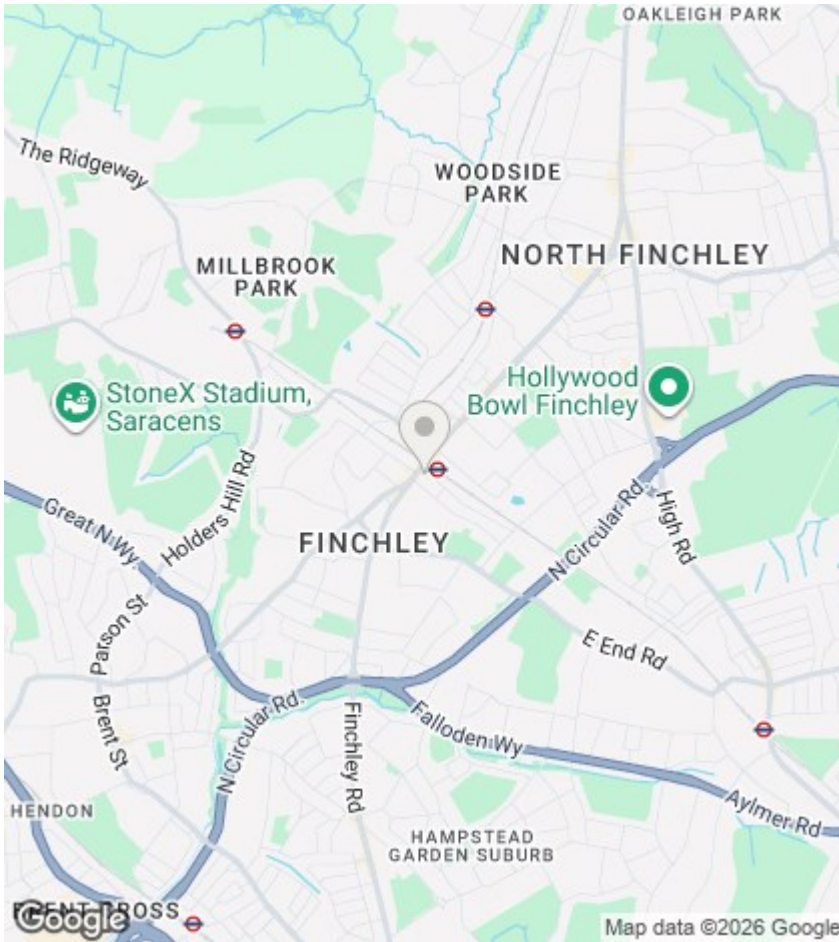 OAKLEIGH PARK
The Ridgeway
WOODSIDE
PARK
NORTH FINCHLEY
MILLBROOK
PARK
Hollywood
Bowl Finchley
StoneX Stadium,
Saracens
Holders Hill Rd
Great N Wy
FINCHLEY
N Circular Rd.
High Rd
Parson St
E End Rd
Brent St
N Circular Rd.
Finchley Rd
Falloden Wy
Aylmer Rd
HENDON
HAMPSTEAD
GARDEN SUBURB
BRENT CROSS
Google
Map data ©2026 Google